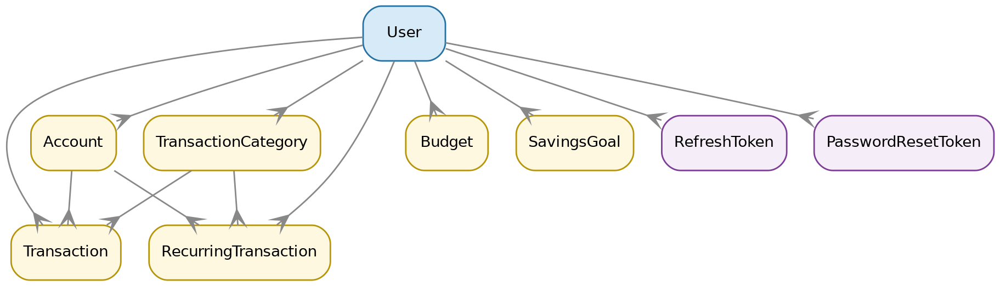 User
Account
TransactionCategory
Budget
SavingsGoal
RefreshToken
PasswordResetToken
Transaction
RecurringTransaction